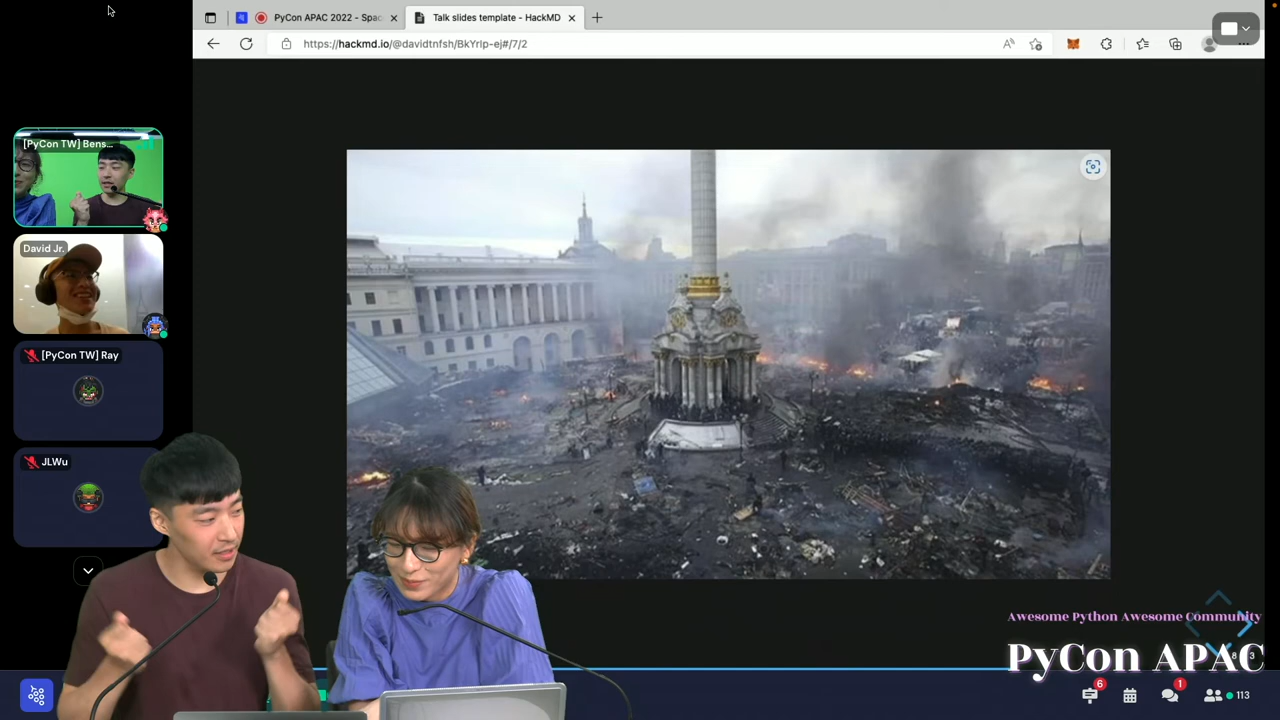 PyCon APAC 2022 - Spac
Talk slides template - HackMD
https://hackmd.io/@davidtnfsh/BkYrIp-ej#/7/2
[PyCon TW] Bens...
David Jr.
[PyCon TW] Ray
JLWu
Awesome Python Awesome Community
PyCon APAC
6
1
113